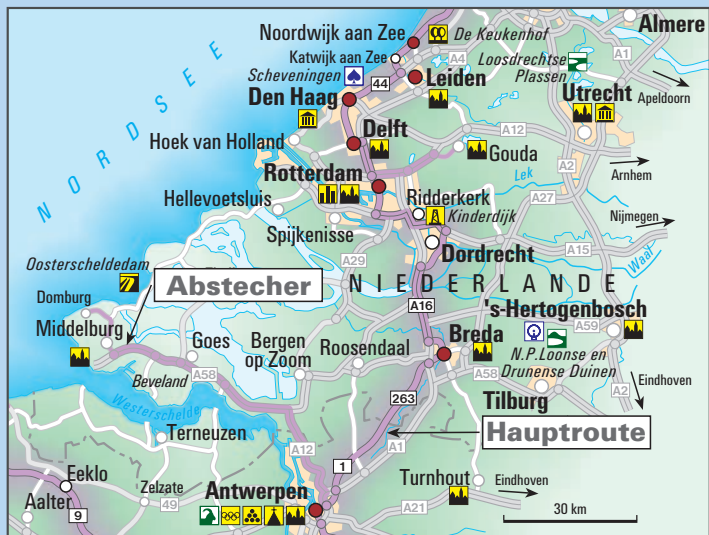 Noordwijk aan Zee
De Keukenhof
Almere
Katwijk aan Zee
A4
Loosdrechtse
Plassen
A1
Scheveningen
44
Leiden
Apeldoorn
Den Haag
Utrecht
NORDSEE
Hoek van Holland
Delft
A12
Gouda
A2
Arnhem
Rotterdam
Lek
Hellevoetsluis
Ridderkerk
A27
Nijmegen
Kinderdijk
Spijkenisse
Dordrecht
A15
Waal
Oosterscheldedam
A29
Abstecher
NIEDERLANDE
Domburg
A16
's-Hertogenbosch
Middelburg
Goes
Bergen
op Zoom
Roosendaal
Breda
A59
N.P.Loonse en
Drunense Duinen
Beveland
A58
A58
Eindhoven
263
Tilburg
A2
Westerschelde
Terneuzen
A12
A1
Hauptroute
Eeklo
1
Turnhout
Eindhoven
Aalter
Zelzate
49
Antwerpen
9
A21
30 km